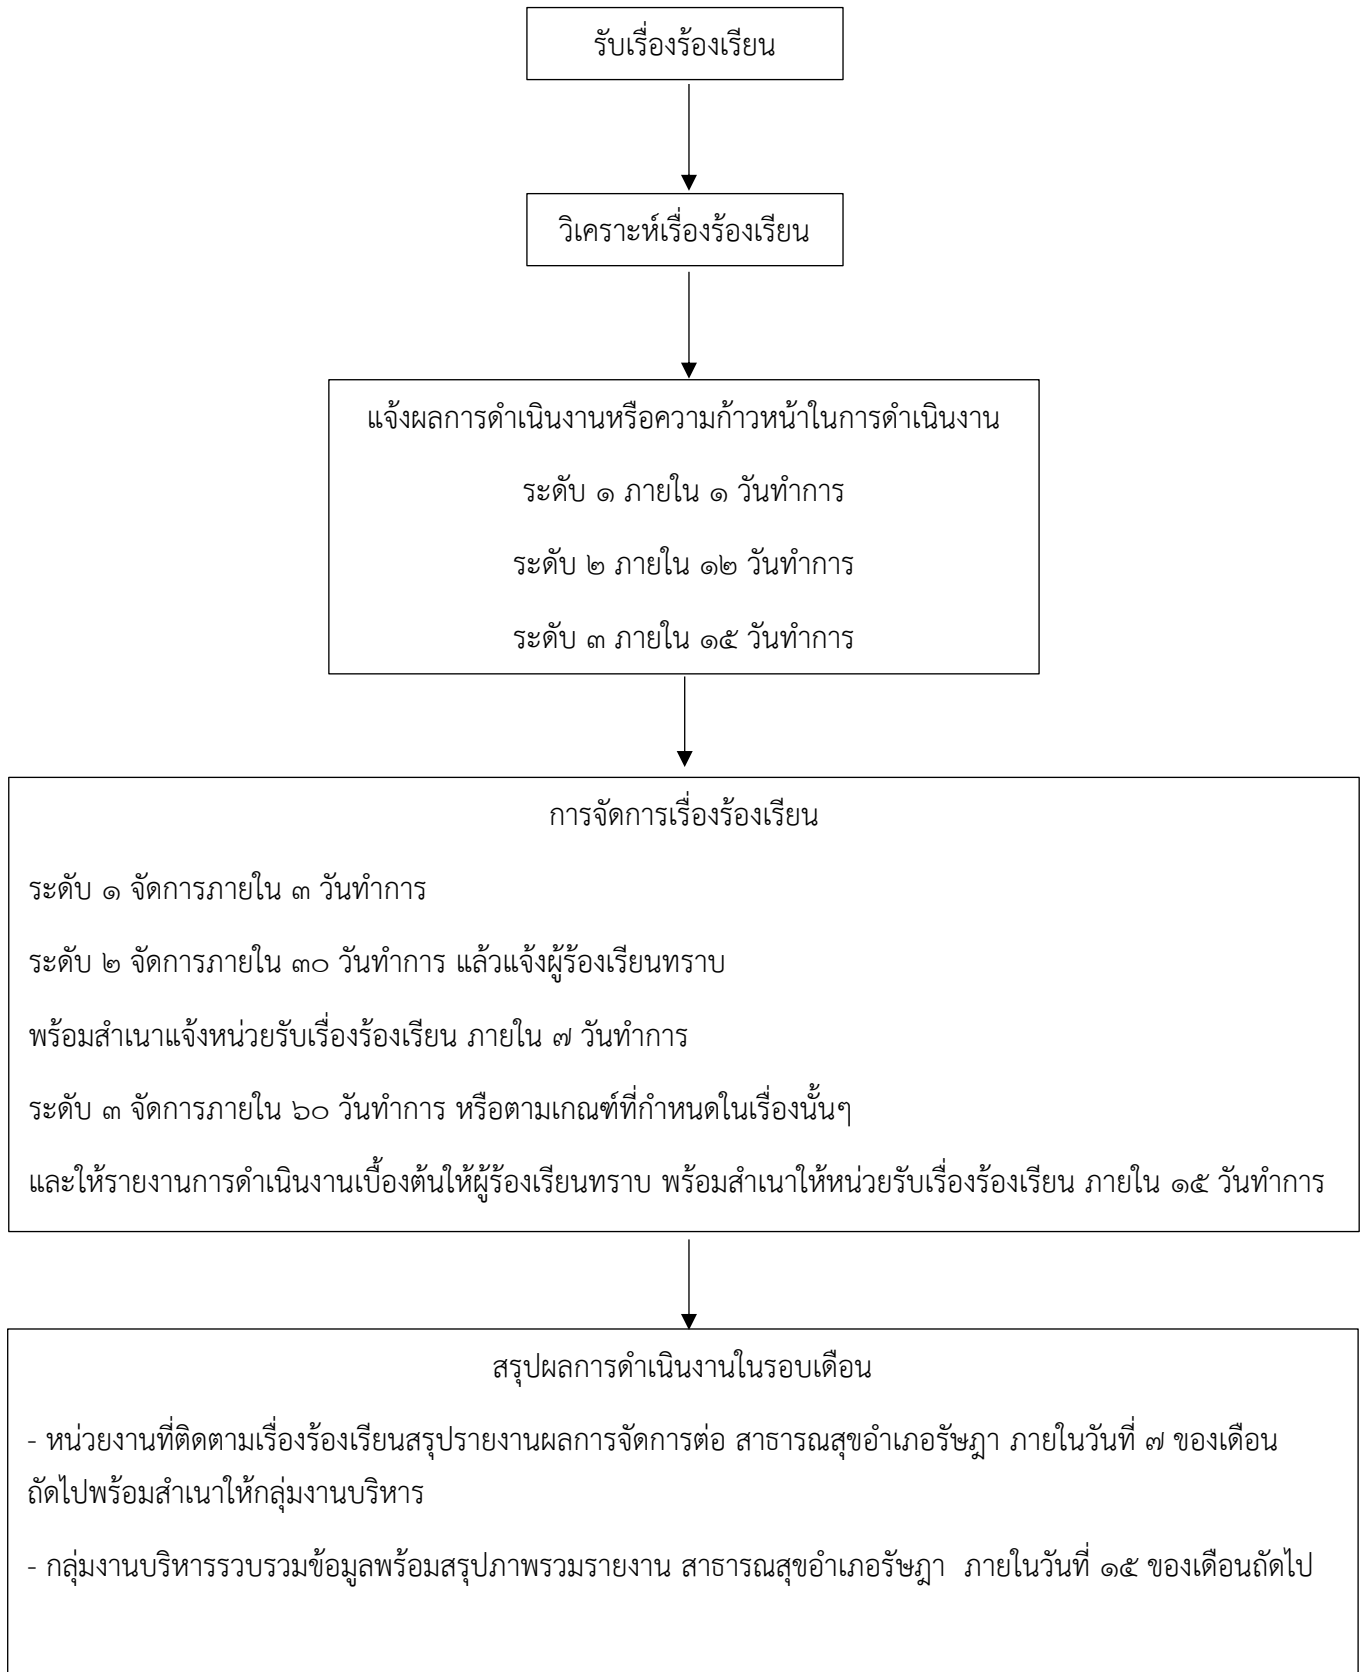 รับเรื่องร้องเรียน
วิเคราะห์เรื่องร้องเรียน
แจ้งผลการดำเนินงานหรือความก้าวหน้าในการดำเนินงาน
ระดับ ๑ ภายใน ๑ วันทำการ
ระดับ ๒ ภายใน ๑๒ วันทำการ
ระดับ ๓ ภายใน ๑๕ วันทำการ
การจัดการเรื่องร้องเรียน
ระดับ ๑ จัดการภายใน ๓ วันทำการ
ระดับ ๒ จัดการภายใน ๓๐ วันทำการ แล้วแจ้งผู้ร้องเรียนทราบ
พร้อมสำเนาแจ้งหน่วยรับเรื่องร้องเรียน ภายใน ๗ วันทำการ
ระดับ ๓ จัดการภายใน ๖๐ วันทำการ หรือตามเกณฑ์ที่กำหนดในเรื่องนั้นๆ
และให้รายงานการดำเนินงานเบื้องต้นให้ผู้ร้องเรียนทราบ พร้อมสำเนาให้หน่วยรับเรื่องร้องเรียน ภายใน ๑๕ วันทำการ
สรุปผลการดำเนินงานในรอบเดือน
- หน่วยงานที่ติดตามเรื่องร้องเรียนสรุปรายงานผลการจัดการต่อ สาธารณสุขอำเภอรัษฎา ภายในวันที่ ๗ ของเดือน
ถัดไปพร้อมสำเนาให้กลุ่มงานบริหาร
- กลุ่มงานบริหารรวบรวมข้อมูลพร้อมสรุปภาพรวมรายงาน สาธารณสุขอำเภอรัษฎา ภายในวันที่ ๑๕ ของเดือนถัดไป